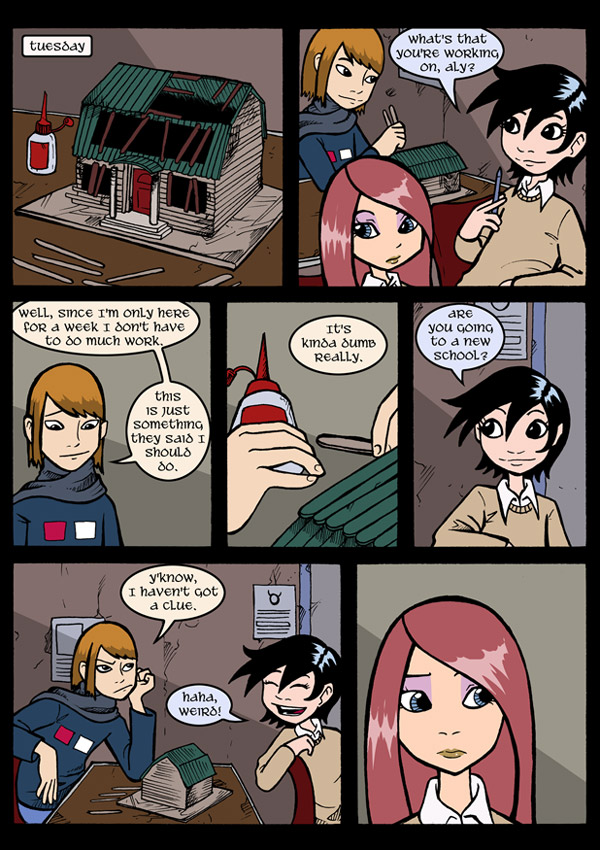 Tuesday
What's that
you're working
on, Aly?
Well, since I'm only here
for a week I don't have
to do much work.
This
is just
something
they said I
should
do.
It's
kinda dumb
really.
Are
you going
to a new
school?
Y'know,
I haven't got
a clue.
Haha,
weird!